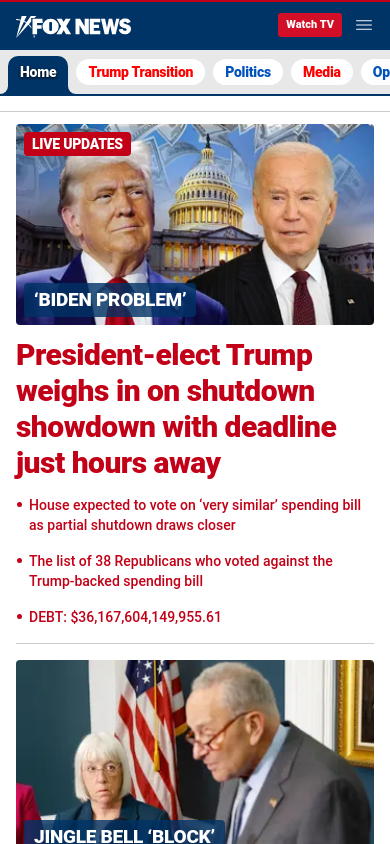 FOX NEWS
Watch TV
Home
Trump Transition
Politics
Media
Op
LIVE UPDATES
‘BIDEN PROBLEM’
President-elect Trump
weighs in on shutdown
showdown with deadline
just hours away
• House expected to vote on ‘very similar’ spending bill
as partial shutdown draws closer
• The list of 38 Republicans who voted against the
Trump-backed spending bill
• DEBT: $36,167,604,149,955.61
JINGLE BELL ‘BLOCK’